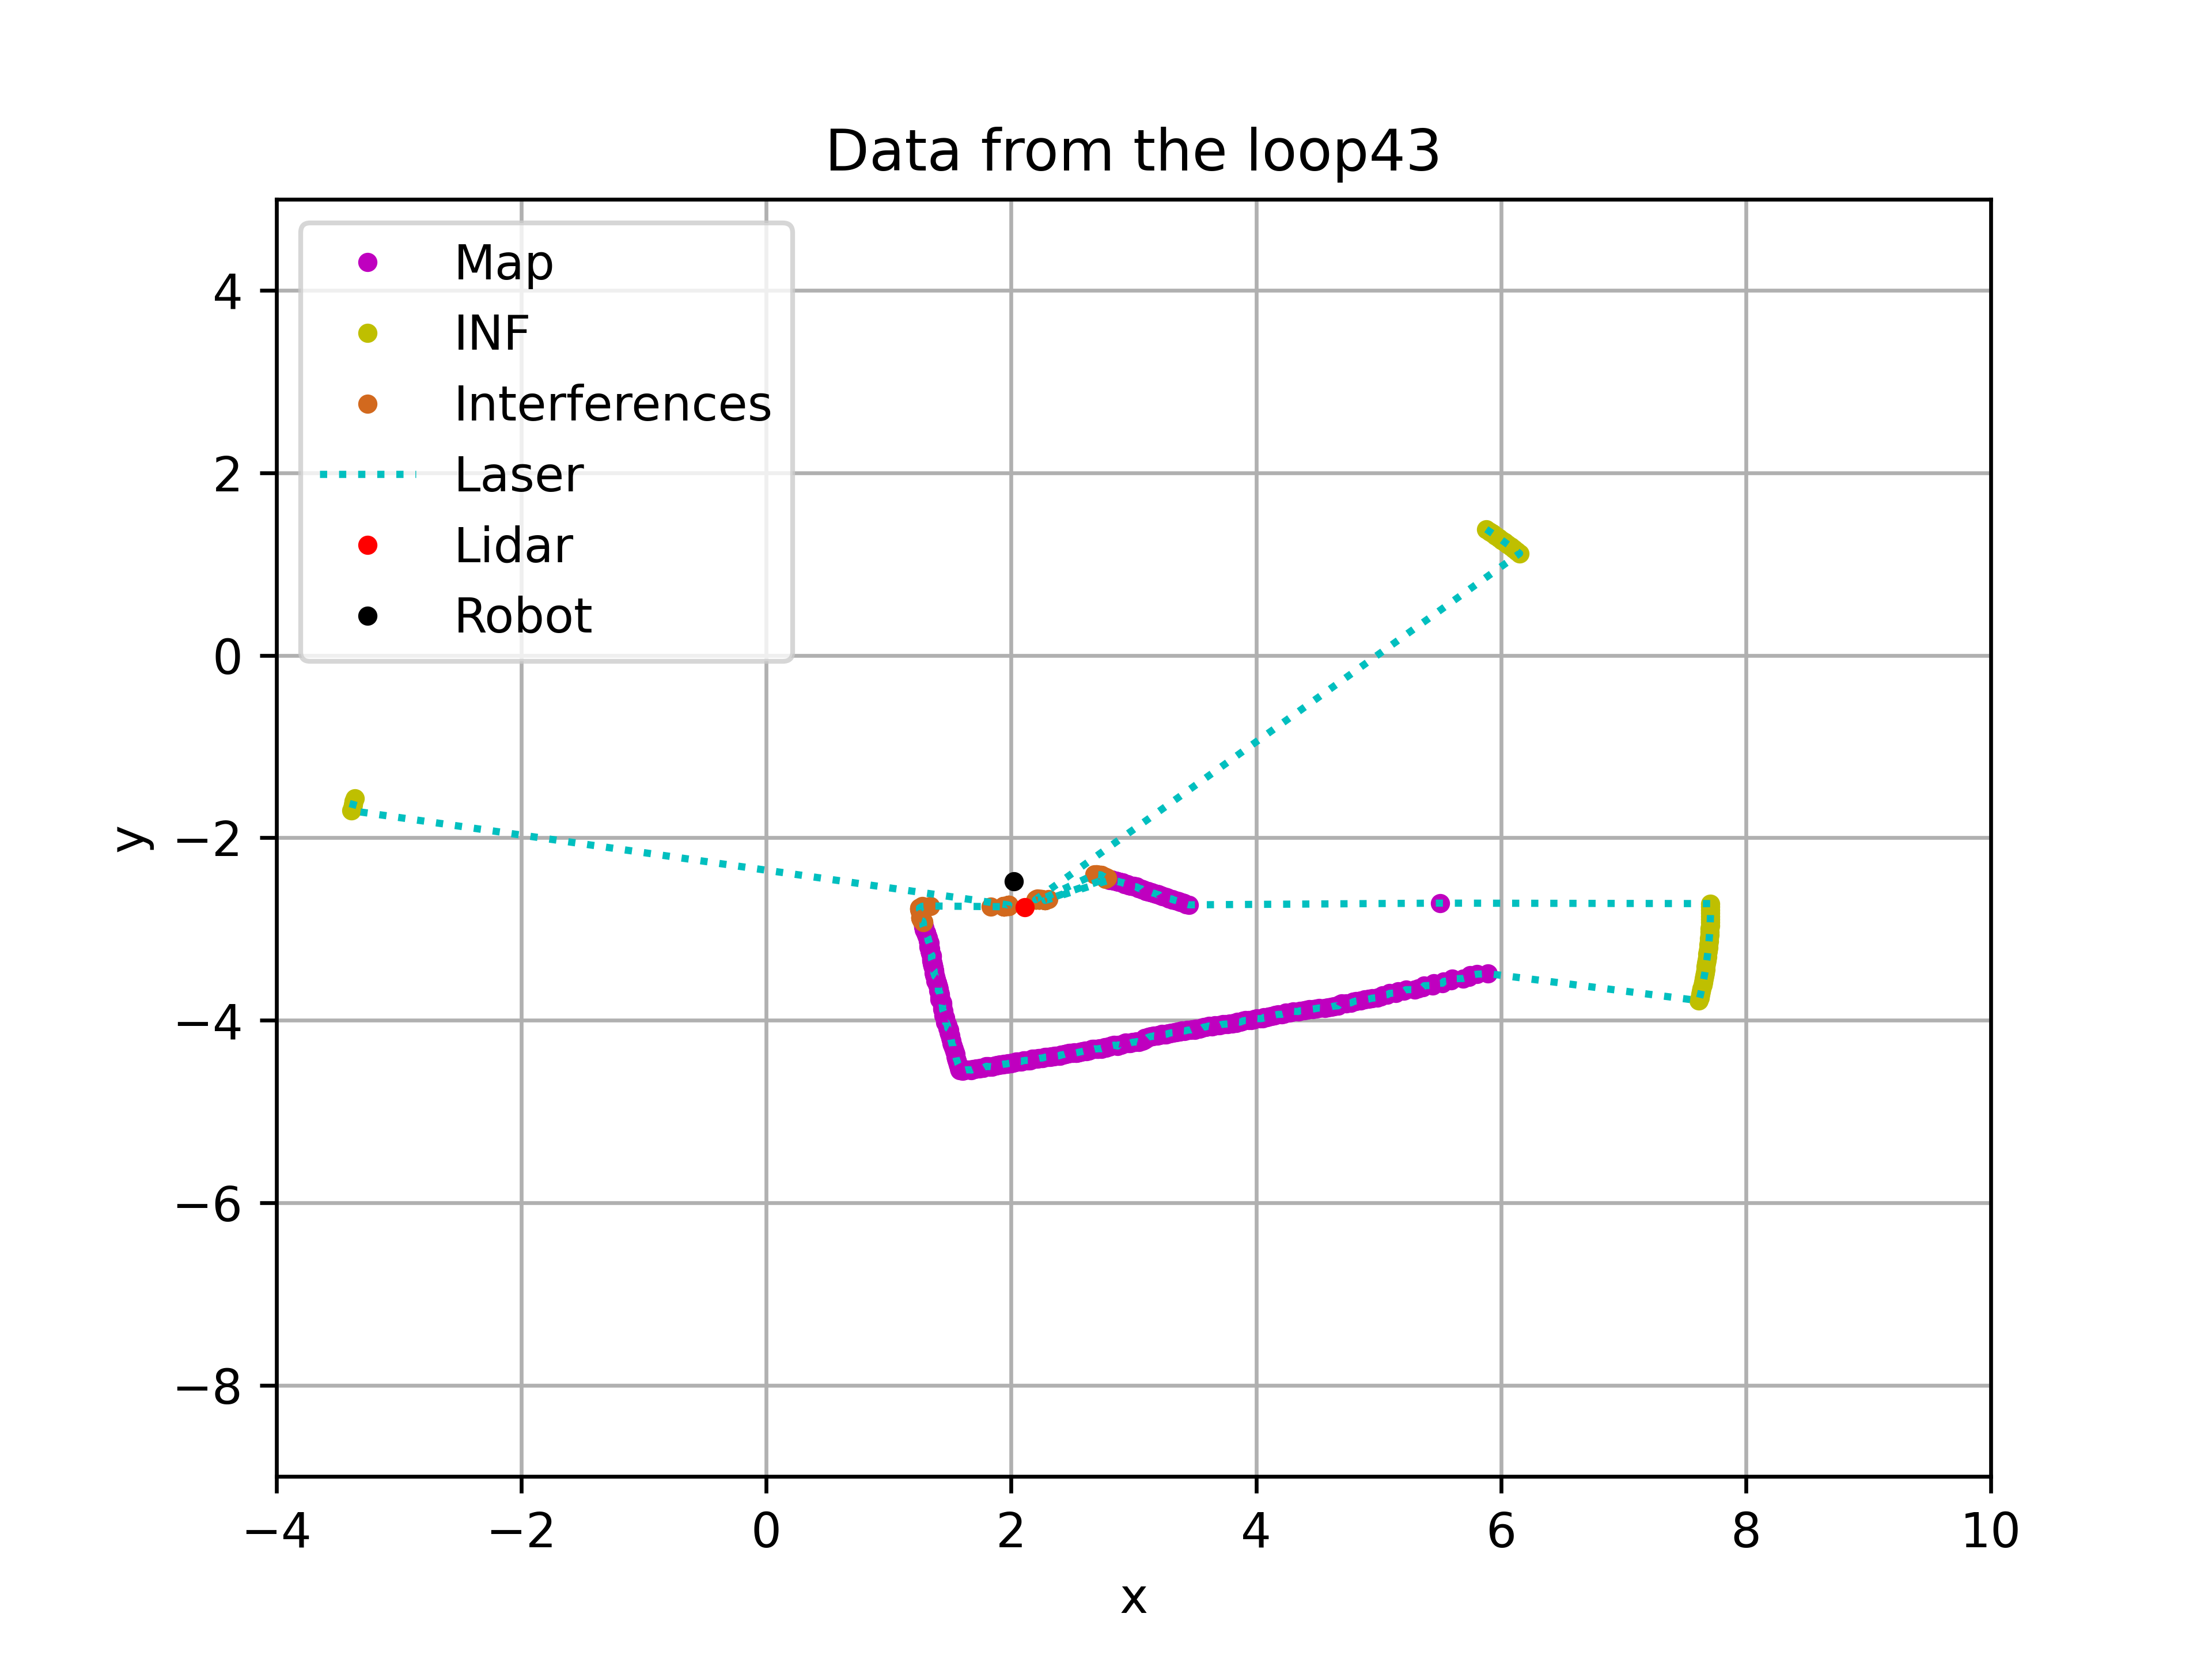 Data from the loop43
Map
INF
Interferences
Laser
Lidar
Robot
4
2
0
−2
−4
−6
−8
y
−4 −2 0 2 4 6 8 10
x